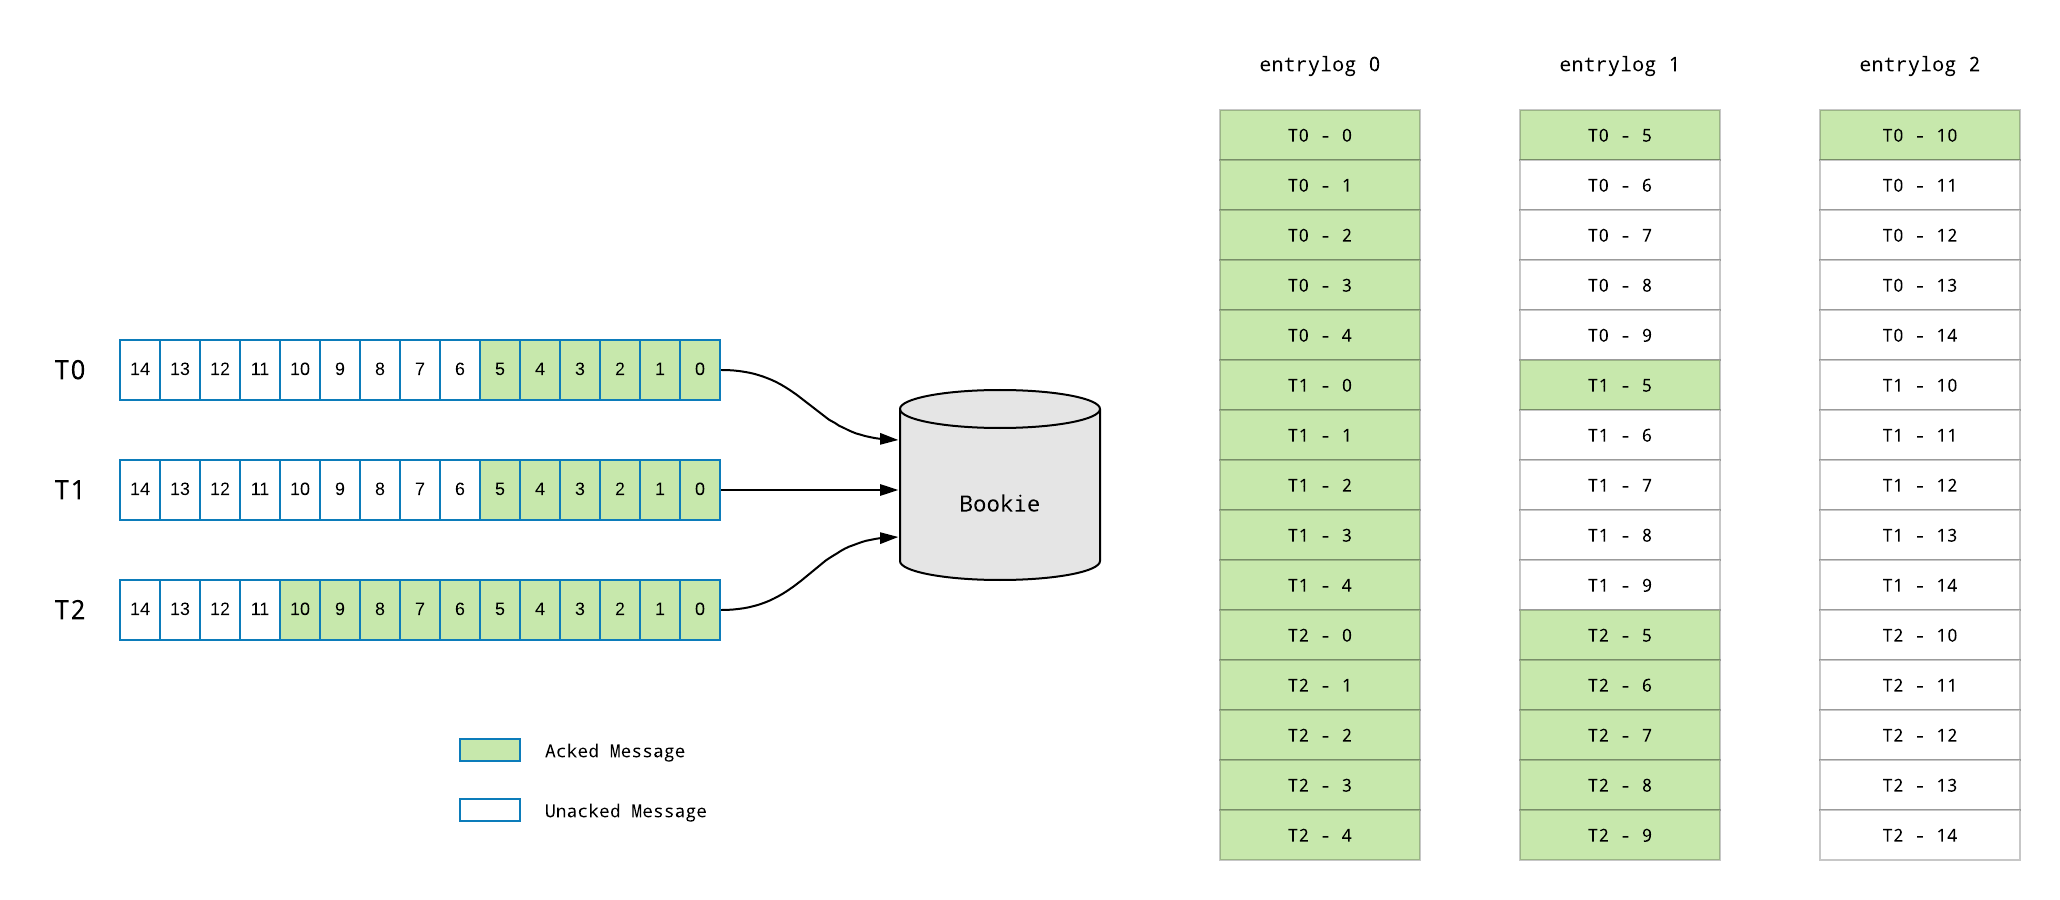 T0
14 13 12 11 10 9 8 7 6 5 4 3 2 1 0
T1
14 13 12 11 10 9 8 7 6 5 4 3 2 1 0
T2
14 13 12 11 10 9 8 7 6 5 4 3 2 1 0
Bookie
Acked Message
Unacked Message
entrylog 0
T0 - 0
T0 - 1
T0 - 2
T0 - 3
T0 - 4
T1 - 0
T1 - 1
T1 - 2
T1 - 3
T1 - 4
T2 - 0
T2 - 1
T2 - 2
T2 - 3
T2 - 4
entrylog 1
T0 - 5
T0 - 6
T0 - 7
T0 - 8
T0 - 9
T1 - 5
T1 - 6
T1 - 7
T1 - 8
T1 - 9
T2 - 5
T2 - 6
T2 - 7
T2 - 8
T2 - 9
entrylog 2
T0 - 10
T0 - 11
T0 - 12
T0 - 13
T0 - 14
T1 - 10
T1 - 11
T1 - 12
T1 - 13
T1 - 14
T2 - 10
T2 - 11
T2 - 12
T2 - 13
T2 - 14